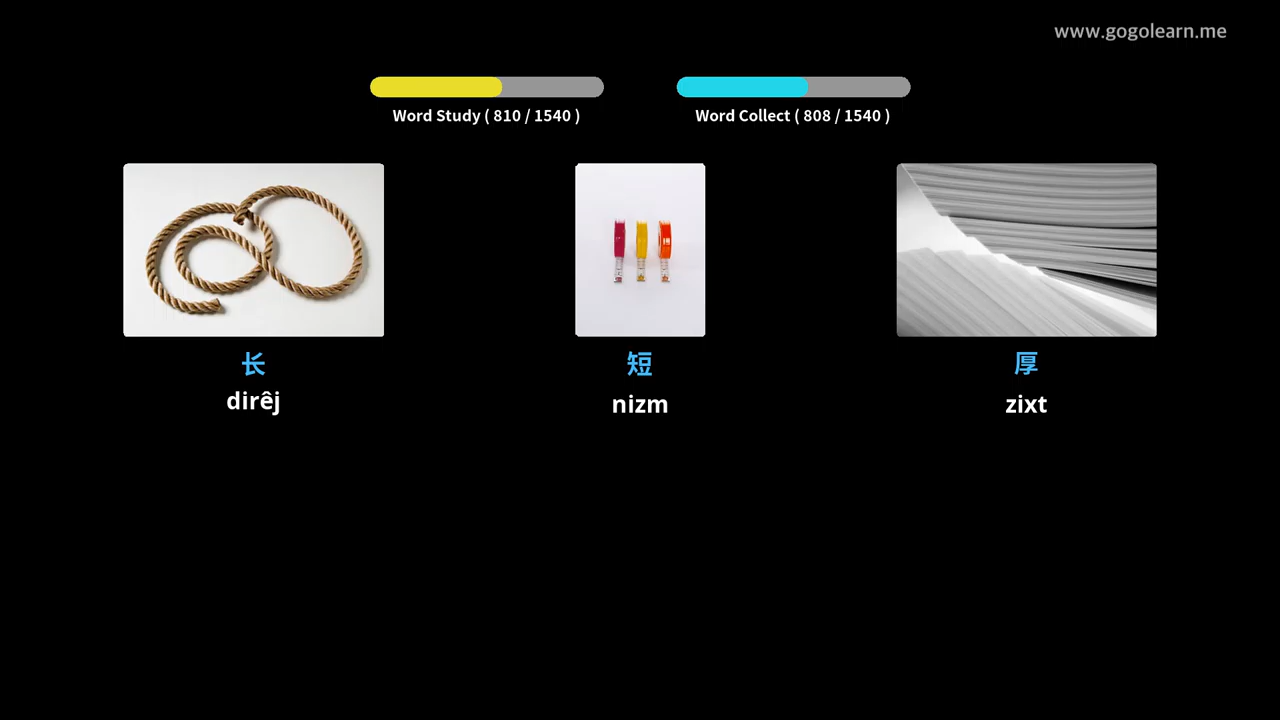 www.gogolearn.me
Word Study ( 810 / 1540 )
Word Collect ( 808 / 1540 )
长
dirêj
短
nizm
厚
zixt